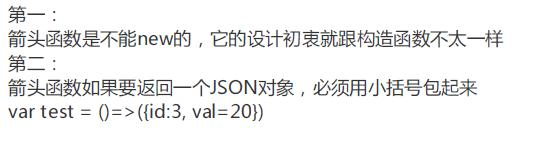 第一：
箭头函数是不能new的，它的设计初衷就跟构造函数不太一样
第二：
箭头函数如果要返回一个JSON对象，必须用小括号包起来
var test = ()=>({id:3, val=20})